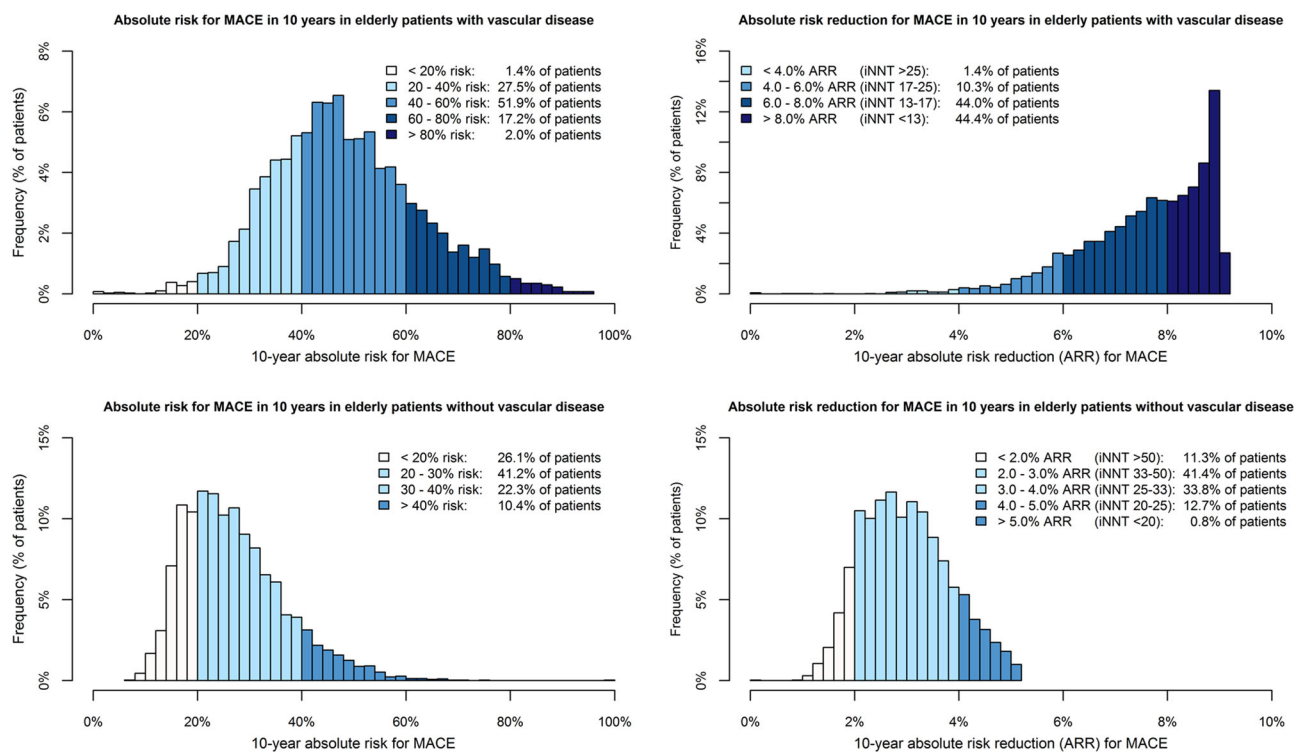 Absolute risk for MACE in 10 years in elderly patients with vascular disease
8%
6%
4%
2%
0%
Frequency (% of patients)
< 20% risk: 1.4% of patients
20 - 40% risk: 27.5% of patients
40 - 60% risk: 51.9% of patients
60 - 80% risk: 17.2% of patients
> 80% risk: 2.0% of patients
0% 20% 40% 60% 80% 100%
10-year absolute risk for MACE
Absolute risk reduction for MACE in 10 years in elderly patients with vascular disease
16%
12%
8%
4%
0%
Frequency (% of patients)
< 4.0% ARR (iNNT >25): 1.4% of patients
4.0 - 6.0% ARR (iNNT 17-25): 10.3% of patients
6.0 - 8.0% ARR (iNNT 13-17): 44.0% of patients
> 8.0% ARR (iNNT <13): 44.4% of patients
0% 2% 4% 6% 8% 10%
10-year absolute risk reduction (ARR) for MACE
Absolute risk for MACE in 10 years in elderly patients without vascular disease
15%
10%
5%
0%
Frequency (% of patients)
< 20% risk: 26.1% of patients
20 - 30% risk: 41.2% of patients
30 - 40% risk: 22.3% of patients
> 40% risk: 10.4% of patients
0% 20% 40% 60% 80% 100%
10-year absolute risk for MACE
Absolute risk reduction for MACE in 10 years in elderly patients without vascular disease
15%
10%
5%
0%
Frequency (% of patients)
< 2.0% ARR (iNNT >50): 11.3% of patients
2.0 - 3.0% ARR (iNNT 33-50): 41.4% of patients
3.0 - 4.0% ARR (iNNT 25-33): 33.8% of patients
4.0 - 5.0% ARR (iNNT 20-25): 12.7% of patients
> 5.0% ARR (iNNT <20): 0.8% of patients
0% 2% 4% 6% 8% 10%
10-year absolute risk reduction (ARR) for MACE